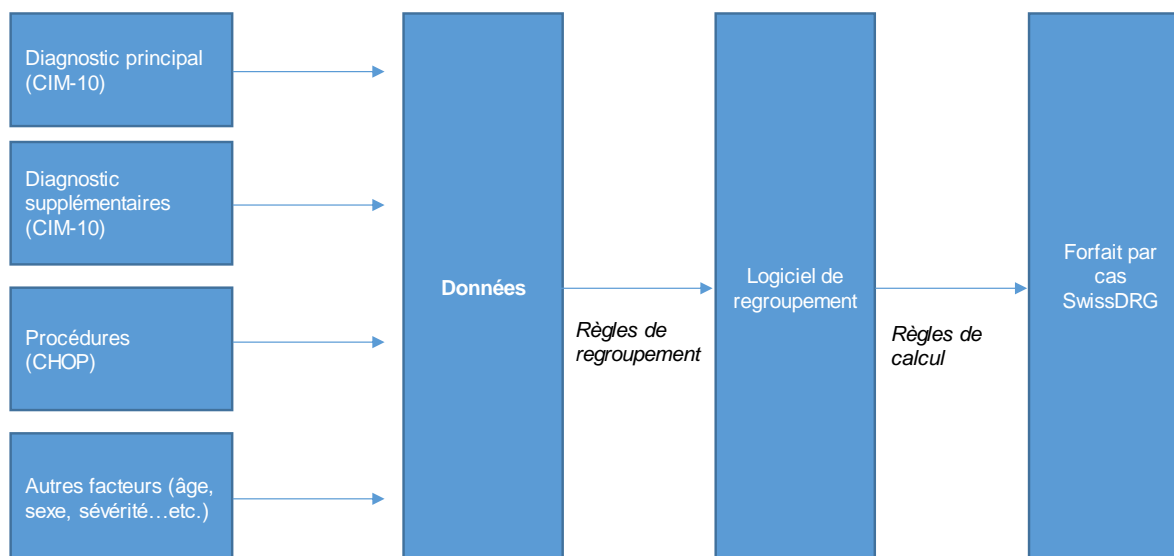 Diagnostic principal
(CIM-10)
Diagnostic
supplémentaires
(CIM-10)
Procédures
(CHOP)
Autres facteurs (âge,
sexe, sévérité…etc.)
Données
Règles de
regroupement
Logiciel de
regroupement
Règles de
calcul
Forfait par
cas
SwissDRG